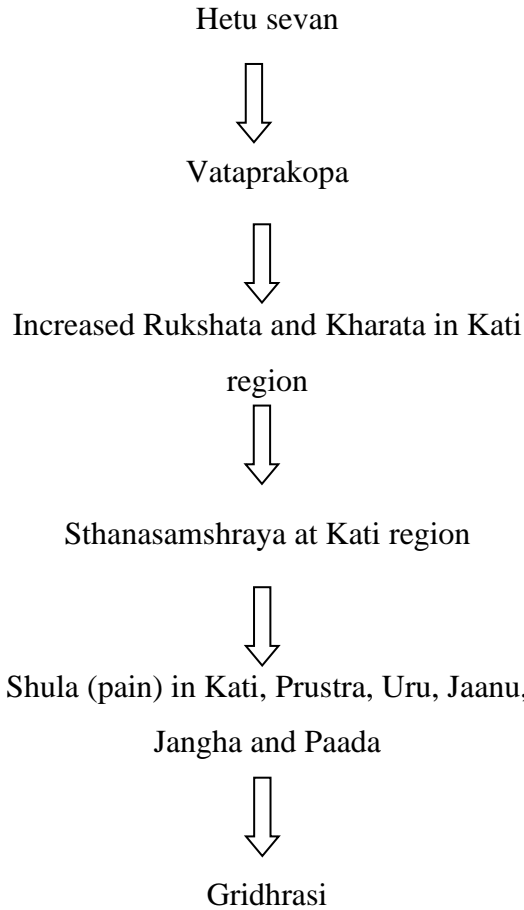 Hetu sevan
Vataprakopa
Increased Rukshata and Kharata in Kati
region
Sthanasamshraya at Kati region
Shula (pain) in Kati, Prustra, Uru, Jaanu,
Jangha and Paada
Gridhrasi